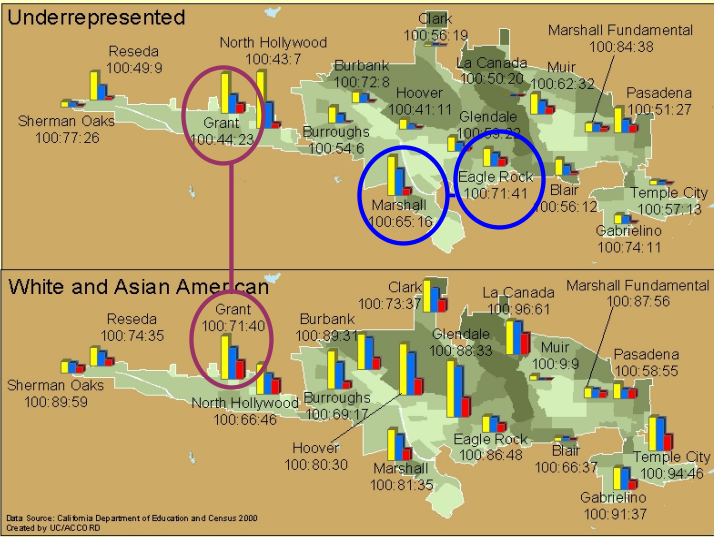 Underrepresented
Clark
100:56:19
Marshall Fundamental
100:84:38
Reseda
100:49:9
North Hollywood
100:43:7
Burbank
100:72:8
La Canada
100:50:20
Muir
100:62:32
Hoover
100:41:11
Pasadena
100:51:27
Sherman Oaks
100:77:26
Grant
100:44:23
Burroughs
100:54:6
Glendale
Eagle Rock
100:71:41
Marshall
100:65:16
Blair
100:56:12
Temple City
100:57:13
Gabrielino
100:74:11
White and Asian American
Clark
100:73:37
La Canada
100:96:61
Marshall Fundamental
100:87:56
Grant
100:71:40
Reseda
100:74:35
Burbank
100:89:31
Glendale
100:88:33
Muir
100:9:9
Pasadena
100:58:55
Sherman Oaks
100:89:59
North Hollywood
100:66:46
Burroughs
100:69:17
Eagle Rock
100:86:48
Hoover
100:80:30
Marshall
100:81:35
Blair
100:66:37
Temple City
100:94:46
Gabrielino
100:91:37
Data Source: California Department of Education and Census 2000
Created by UC/ACCORD